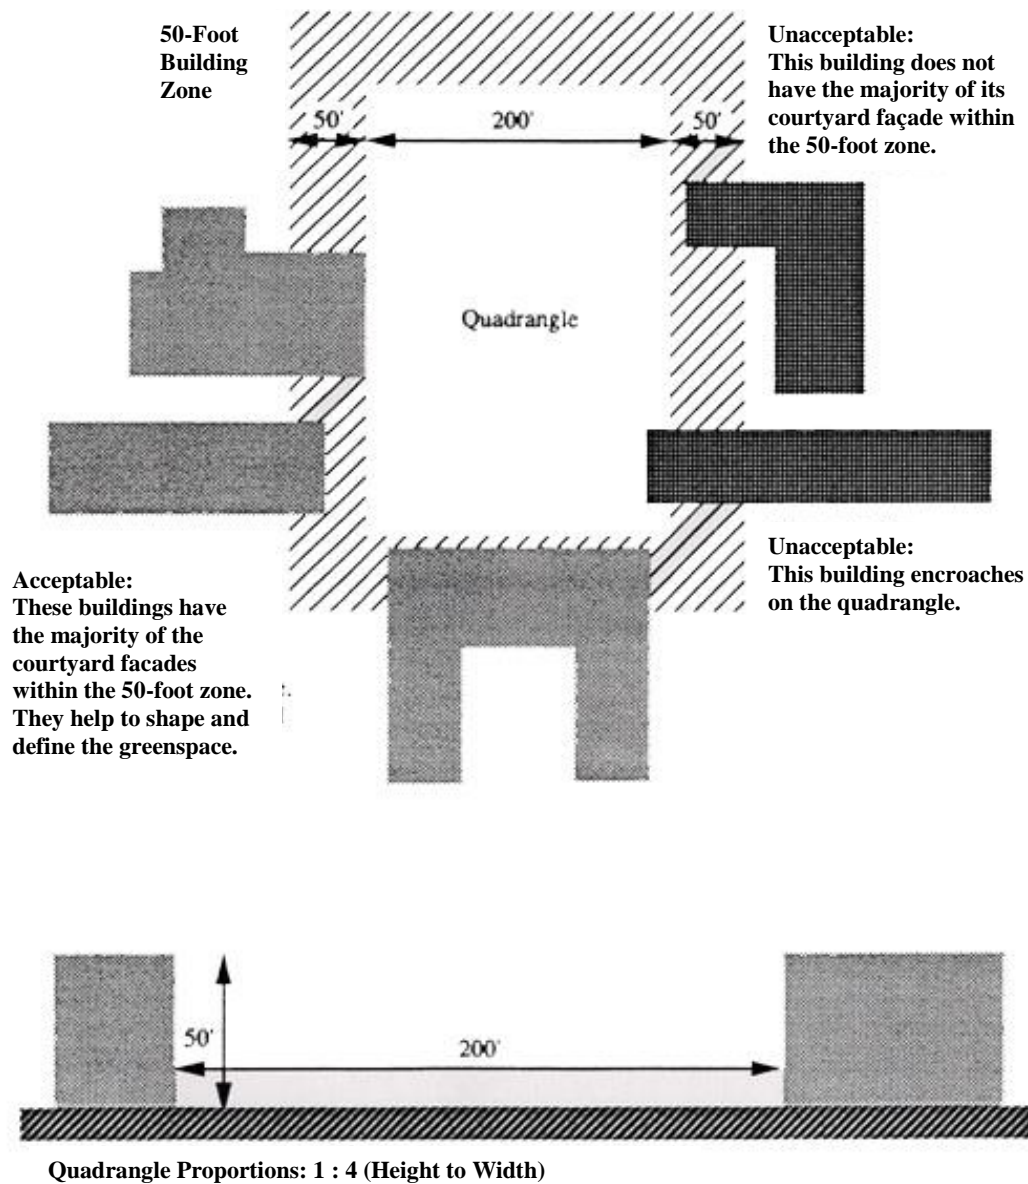 50-Foot
Building
Zone
Unacceptable:
This building does not
have the majority of its
courtyard façade within
the 50-foot zone.
50'
200'
50'
Quadrangle
Acceptable:
These buildings have
the majority of the
courtyard facades
within the 50-foot zone.
They help to shape and
define the greenspace.
Unacceptable:
This building encroaches
on the quadrangle.
50'
200'
Quadrangle Proportions: 1 : 4 (Height to Width)